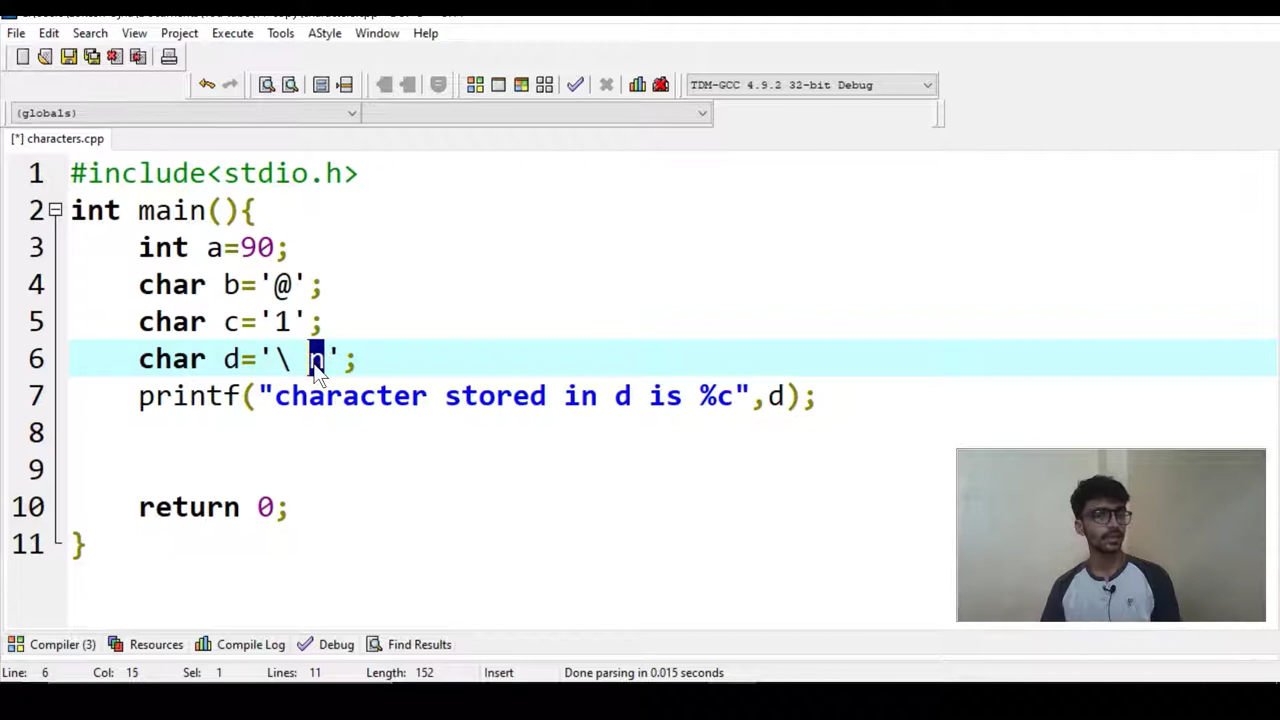 File Edit Search View Project Execute Tools AStyle Window Help
TDM-GCC 4.9.2 32-bit Debug
(globals)
[*] characters.cpp
1 #include<stdio.h>
2 int main(){
3 int a=90;
4 char b='@';
5 char c='1';
6 char d='\ n';
7 printf("character stored in d is %c",d);
8
9
10 return 0;
11 }
Compiler (3) Resources Compile Log Debug Find Results
Line: 6 Col: 15 Sel: 1 Lines: 11 Length: 152 Insert Done parsing in 0.015 seconds